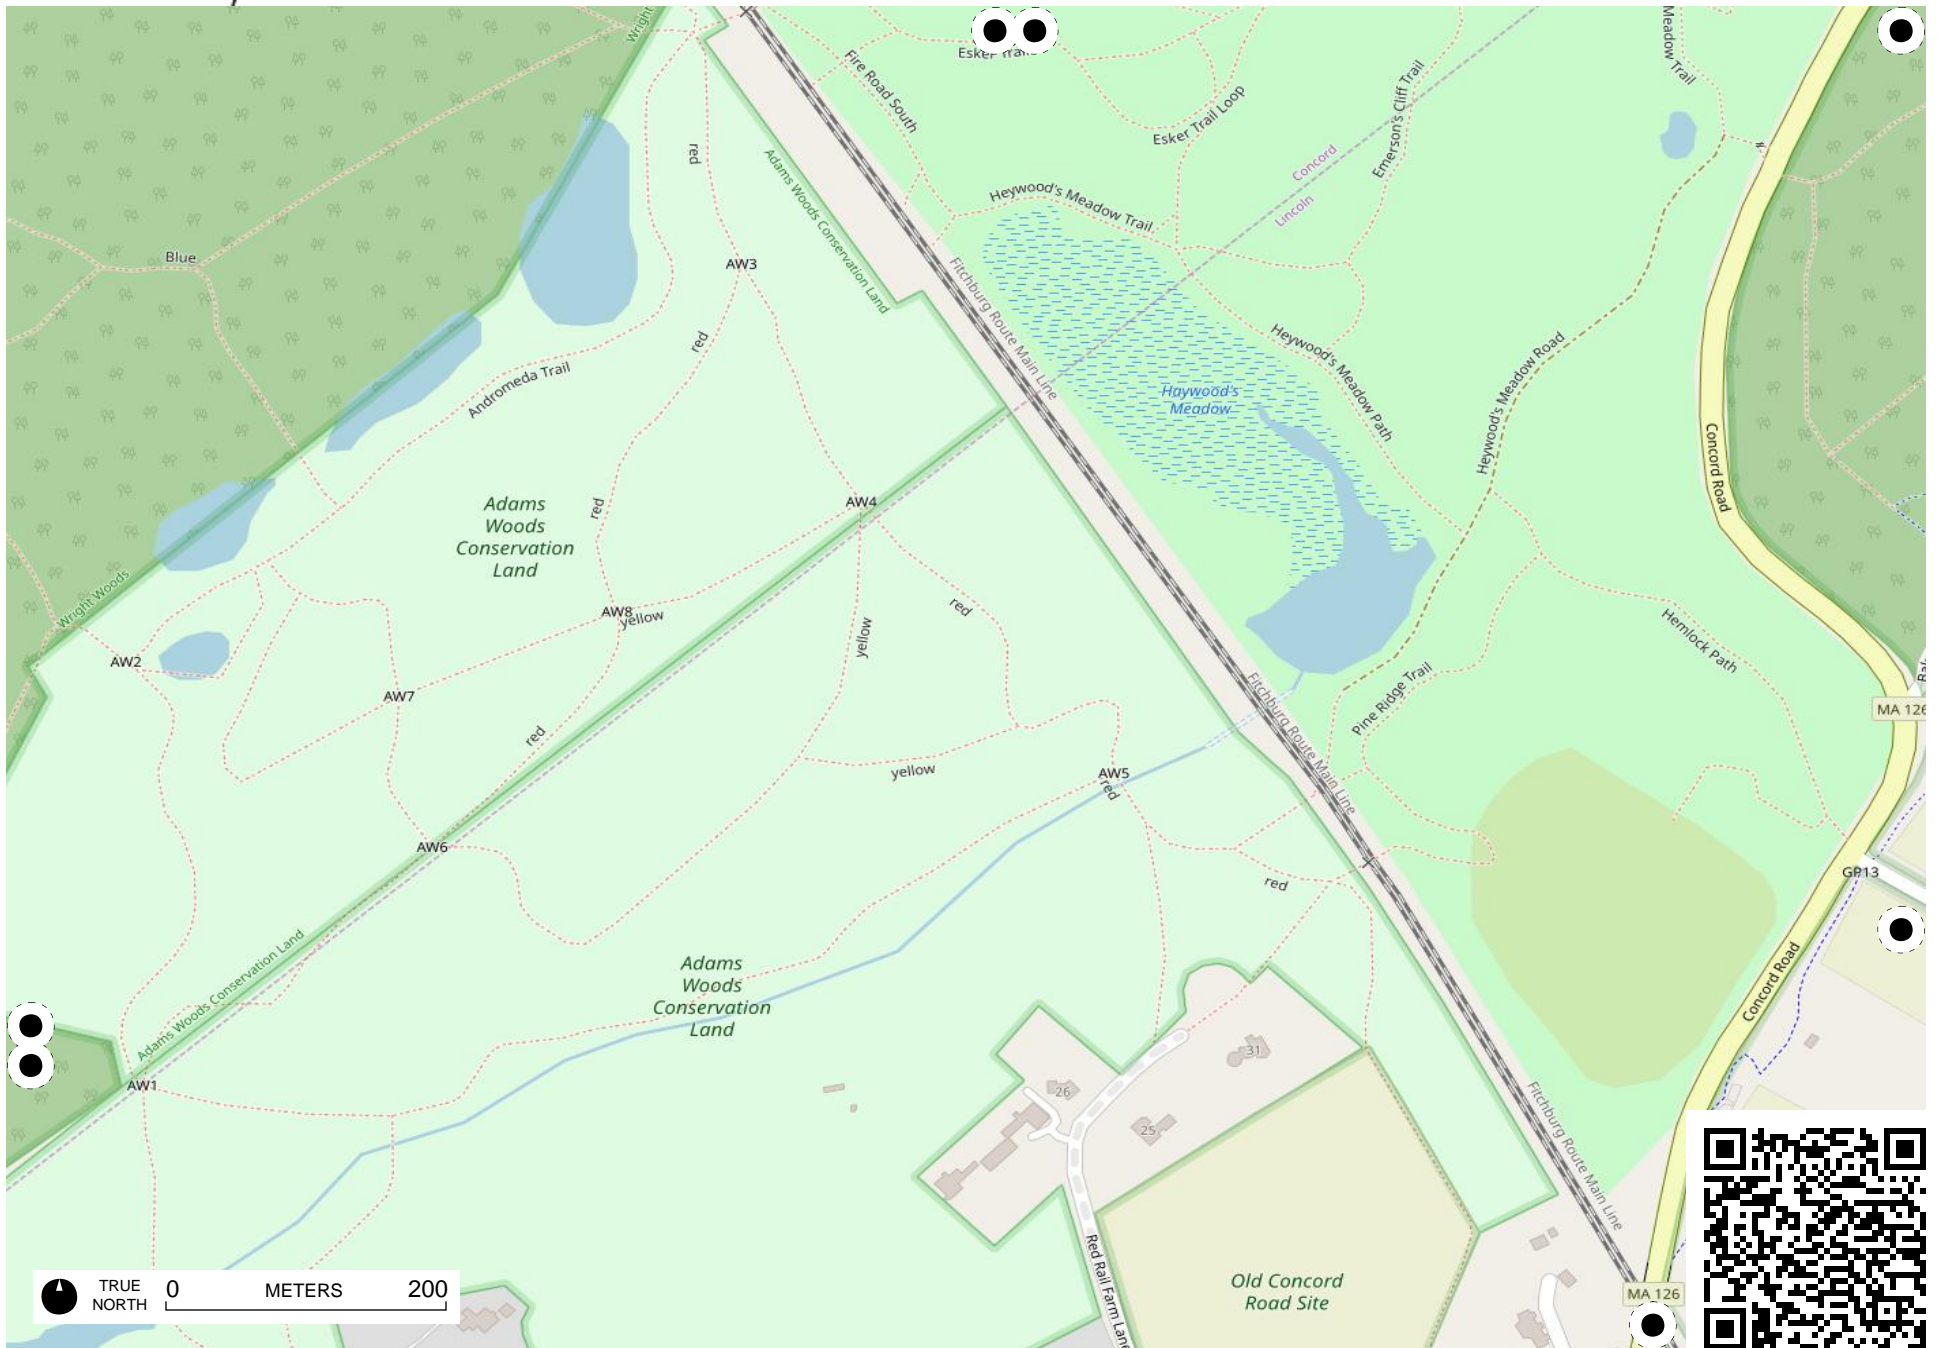 Wright
Esker Trail
Meadow Trail
Fire Road South
Esker Trail Loop
Emerson's Cliff Trail
red
Adams Woods Conservation Land
Concord
Lincoln
Heywood's Meadow Trail
Blue
AW3
Fitchburg Route Main Line
red
Andromeda Trail
Heywood's Meadow Path
Heywood's Meadow Road
Haywood's
Meadow
Concord Road
red
Adams
Woods
Conservation
Land
AW4
Wright Woods
AW8
yellow
red
yellow
AW2
Hemlock Path
AW7
Fitchburg Route Main Line
Pine Ridge Trail
MA 126
red
yellow
AW5
red
AW6
red
GP13
Adams Woods Conservation Land
Adams
Woods
Conservation
Land
Concord Road
31
26
AW1
25
Fitchburg Route Main Line
Red Rail Farm Lane
Old Concord
Road Site
MA 126
TRUE
NORTH
0 METERS 200